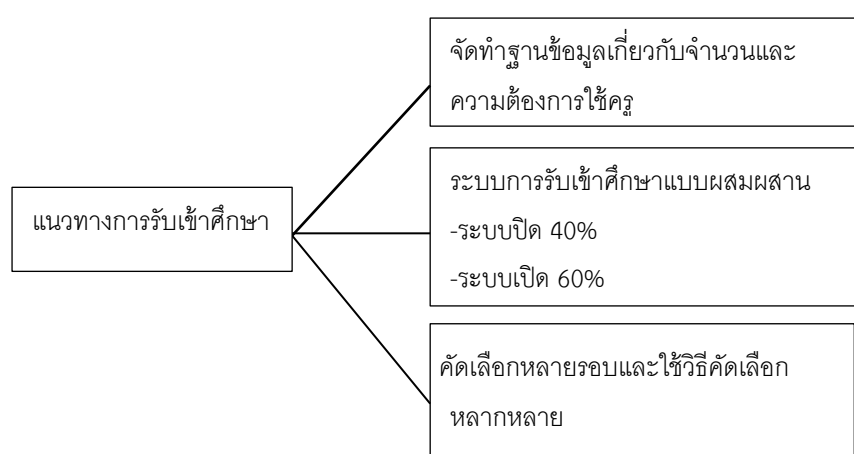 จัดทำฐานข้อมูลเกี่ยวกับจำนวนและ
ความต้องการใช้ครู
แนวทางการรับเข้าศึกษา
ระบบการรับเข้าศึกษาแบบผสมผสาน
-ระบบปิด 40%
-ระบบเปิด 60%
คัดเลือกหลายรอบและใช้วิธีคัดเลือก
หลากหลาย